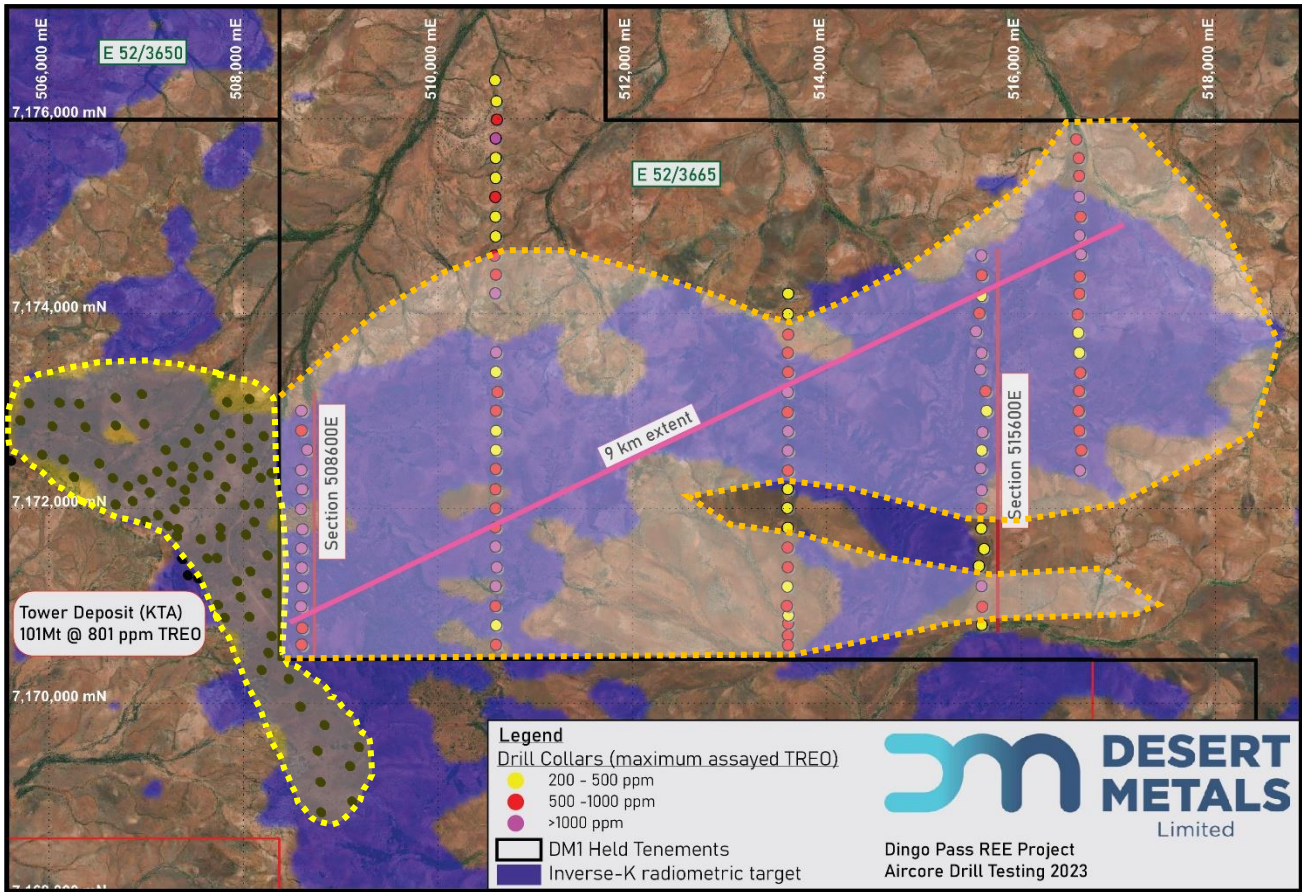 506,000 mE
508,000 mE
510,000 mE
512,000 mE
514,000 mE
516,000 mE
518,000 mE
E 52/3650
7,176,000 mN
E 52/3665
7,174,000 mN
9 km extent
Section 508600E
Section 515600E
7,172,000 mN
Tower Deposit (KTA)
101Mt @ 801 ppm TREO
7,170,000 mN
Legend
Drill Collars (maximum assayed TREO)
200 - 500 ppm
500 -1000 ppm
>1000 ppm
DM1 Held Tenements
Inverse-K radiometric target
DESERT
METALS
Limited
Dingo Pass REE Project
Aircore Drill Testing 2023